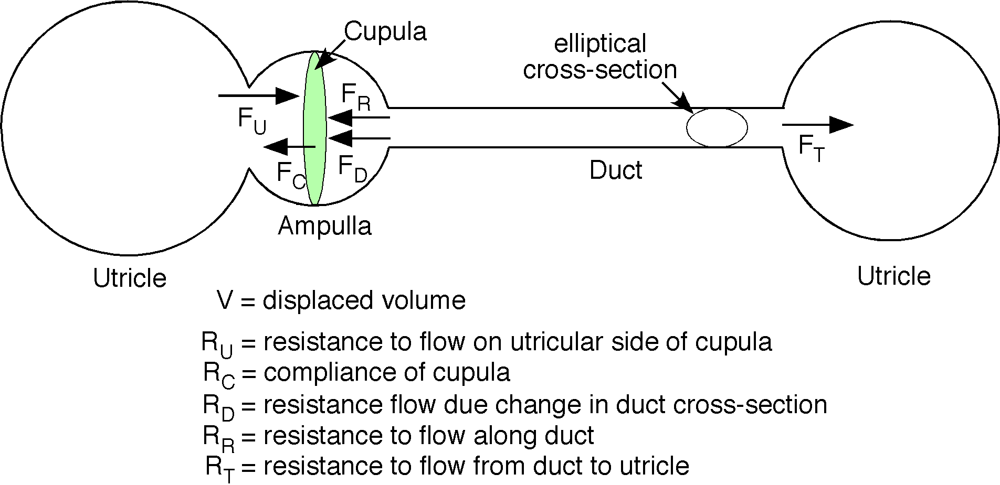 Cupula
elliptical
cross-section
F_R
F_U
F_T
F_C
F_D
Duct
Ampulla
Utricle
Utricle
V = displaced volume
R_U = resistance to flow on utricular side of cupula
R_C = compliance of cupula
R_D = resistance flow due change in duct cross-section
R_R = resistance to flow along duct
R_T = resistance to flow from duct to utricle